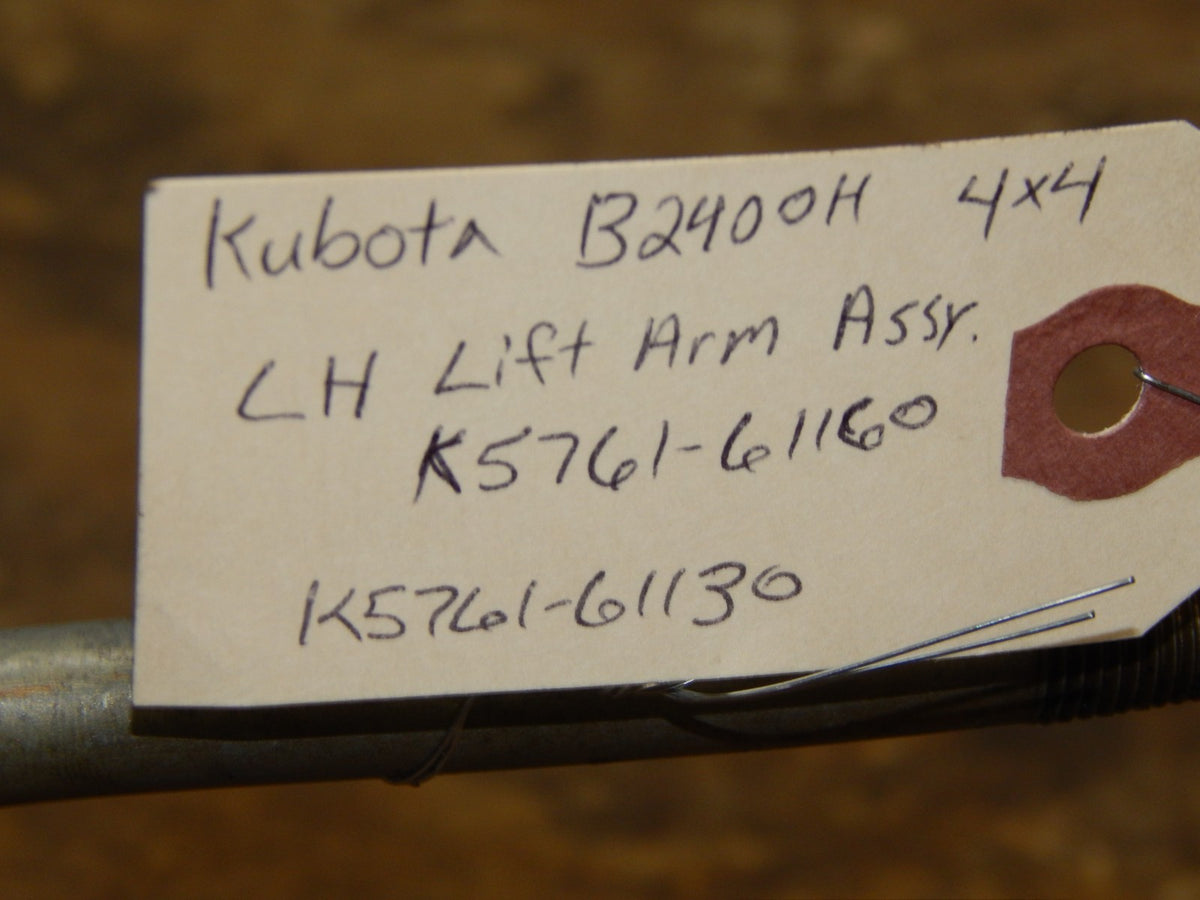 Kubota B2400H 4x4
LH Lift Arm Assy.
K5761-61160
K5761-61130